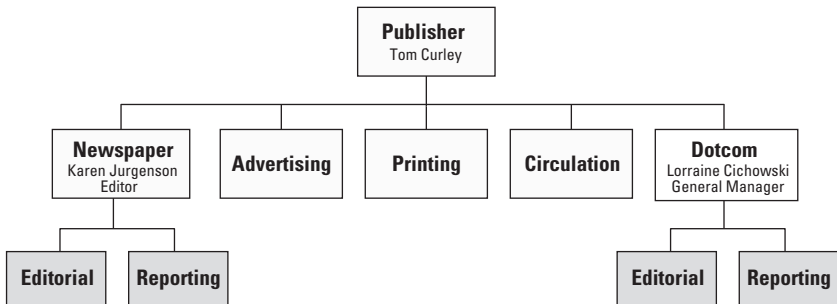 Publisher
Tom Curley
Newspaper
Karen Jurgenson
Editor
Advertising
Printing
Circulation
Dotcom
Lorraine Cichowski
General Manager
Editorial
Reporting
Editorial
Reporting